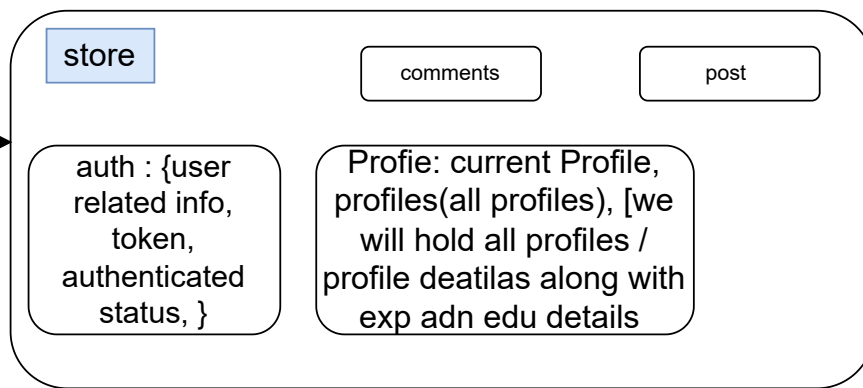 store
comments
post
auth : {user
related info,
token,
authenticated
status, }
Profie: current Profile,
profiles(all profiles), [we
will hold all profiles /
profile deatilas along with
exp adn edu details